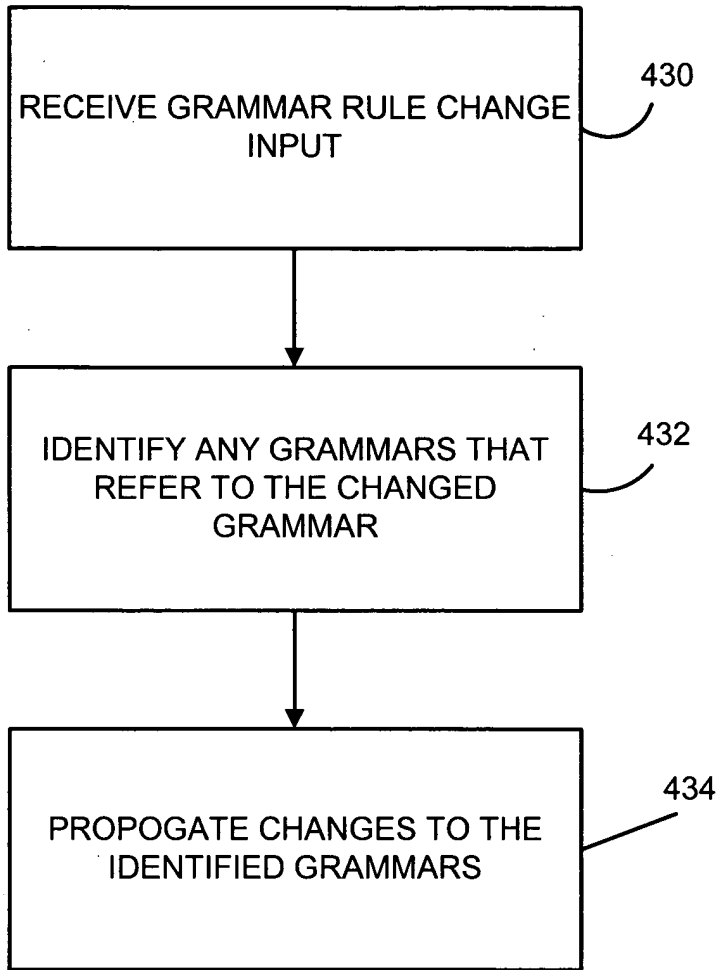 430
RECEIVE GRAMMAR RULE CHANGE
INPUT
432
IDENTIFY ANY GRAMMARS THAT
REFER TO THE CHANGED
GRAMMAR
434
PROPOGATE CHANGES TO THE
IDENTIFIED GRAMMARS